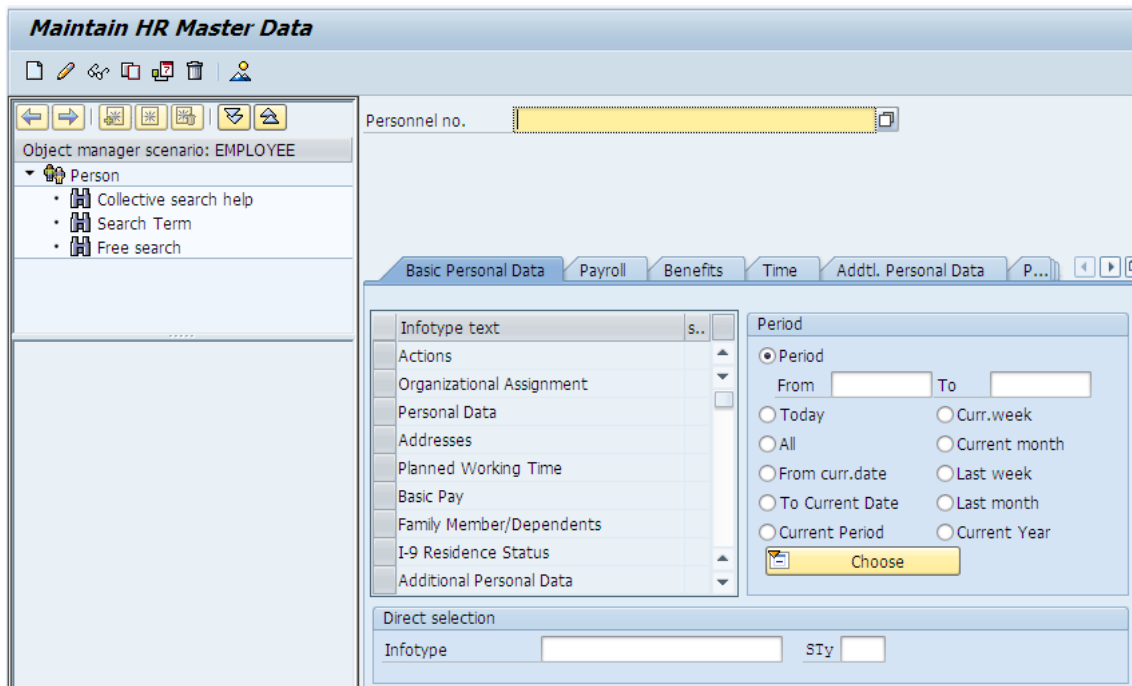 Maintain HR Master Data
Object manager scenario: EMPLOYEE
Person
Collective search help
Search Term
Free search
Personnel no.
Basic Personal Data Payroll Benefits Time Addtl. Personal Data P...
Infotype text s..
Actions
Organizational Assignment
Personal Data
Addresses
Planned Working Time
Basic Pay
Family Member/Dependents
I-9 Residence Status
Additional Personal Data
Period
Period
From To
Today Curr.week
All Current month
From curr.date Last week
To Current Date Last month
Current Period Current Year
Choose
Direct selection
Infotype STy